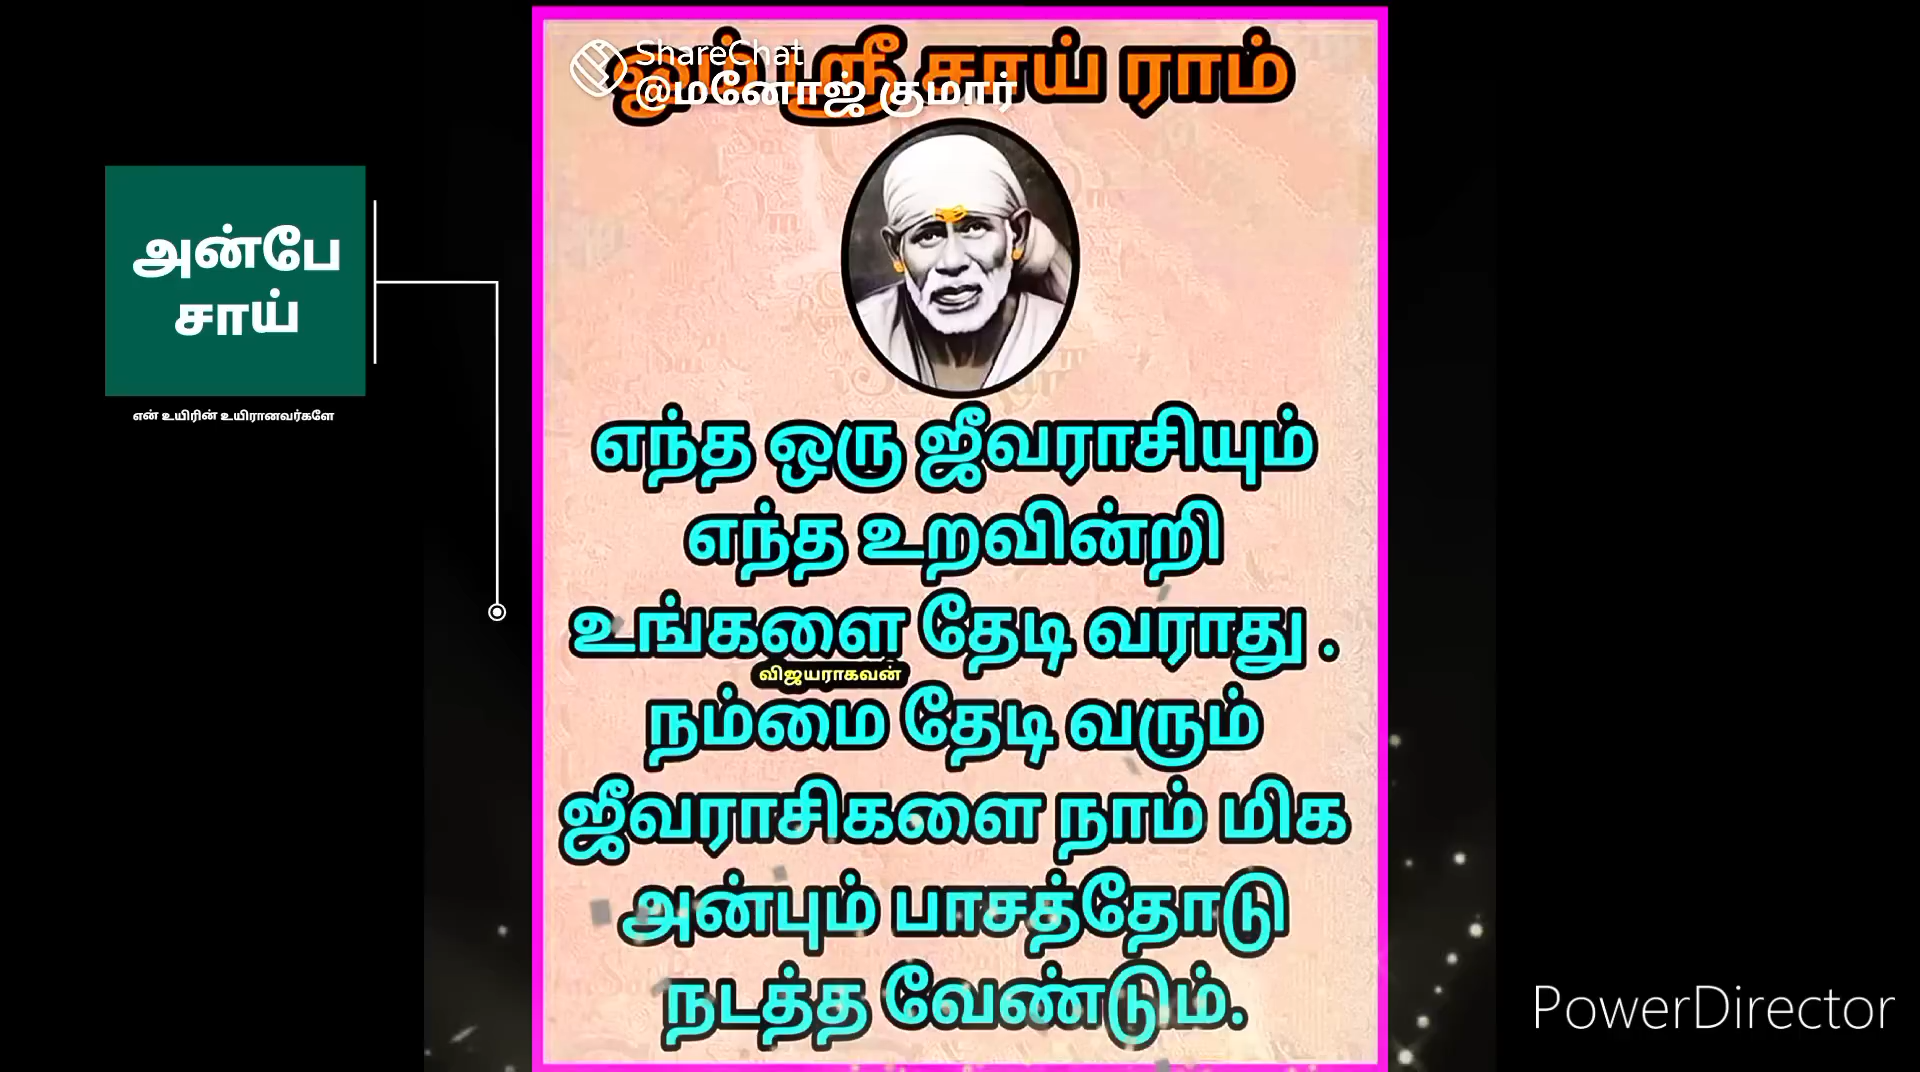 ஓம் ஸ்ரீ சாய் ராம்
ShareChat
@மனோஜ் குமார்
அன்பே
சாய்
என் உயிரின் உயிரானவர்களே
எந்த ஒரு ஜீவராசியும்
எந்த உறவின்றி
உங்களை தேடி வராது .
விஜயராகவன்
நம்மை தேடி வரும்
ஜீவராசிகளை நாம் மிக
அன்பும் பாசத்தோடு
நடத்த வேண்டும்.
PowerDirector